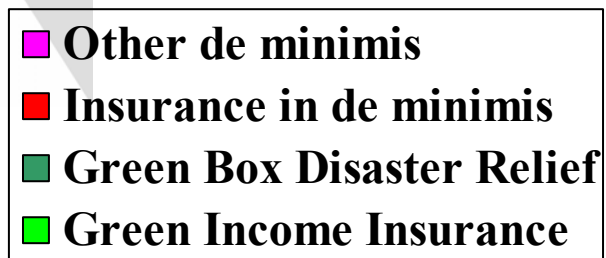 Other de minimis
Insurance in de minimis
Green Box Disaster Relief
Green Income Insurance